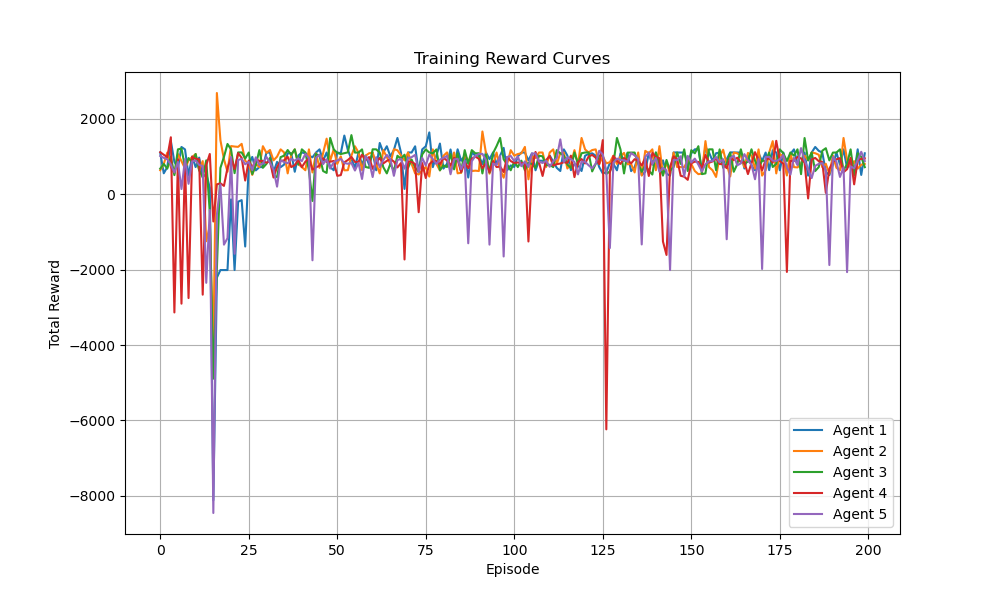 Training Reward Curves
2000
0
−2000
−4000
−6000
−8000
Total Reward
0 25 50 75 100 125 150 175 200
Episode
Agent 1
Agent 2
Agent 3
Agent 4
Agent 5